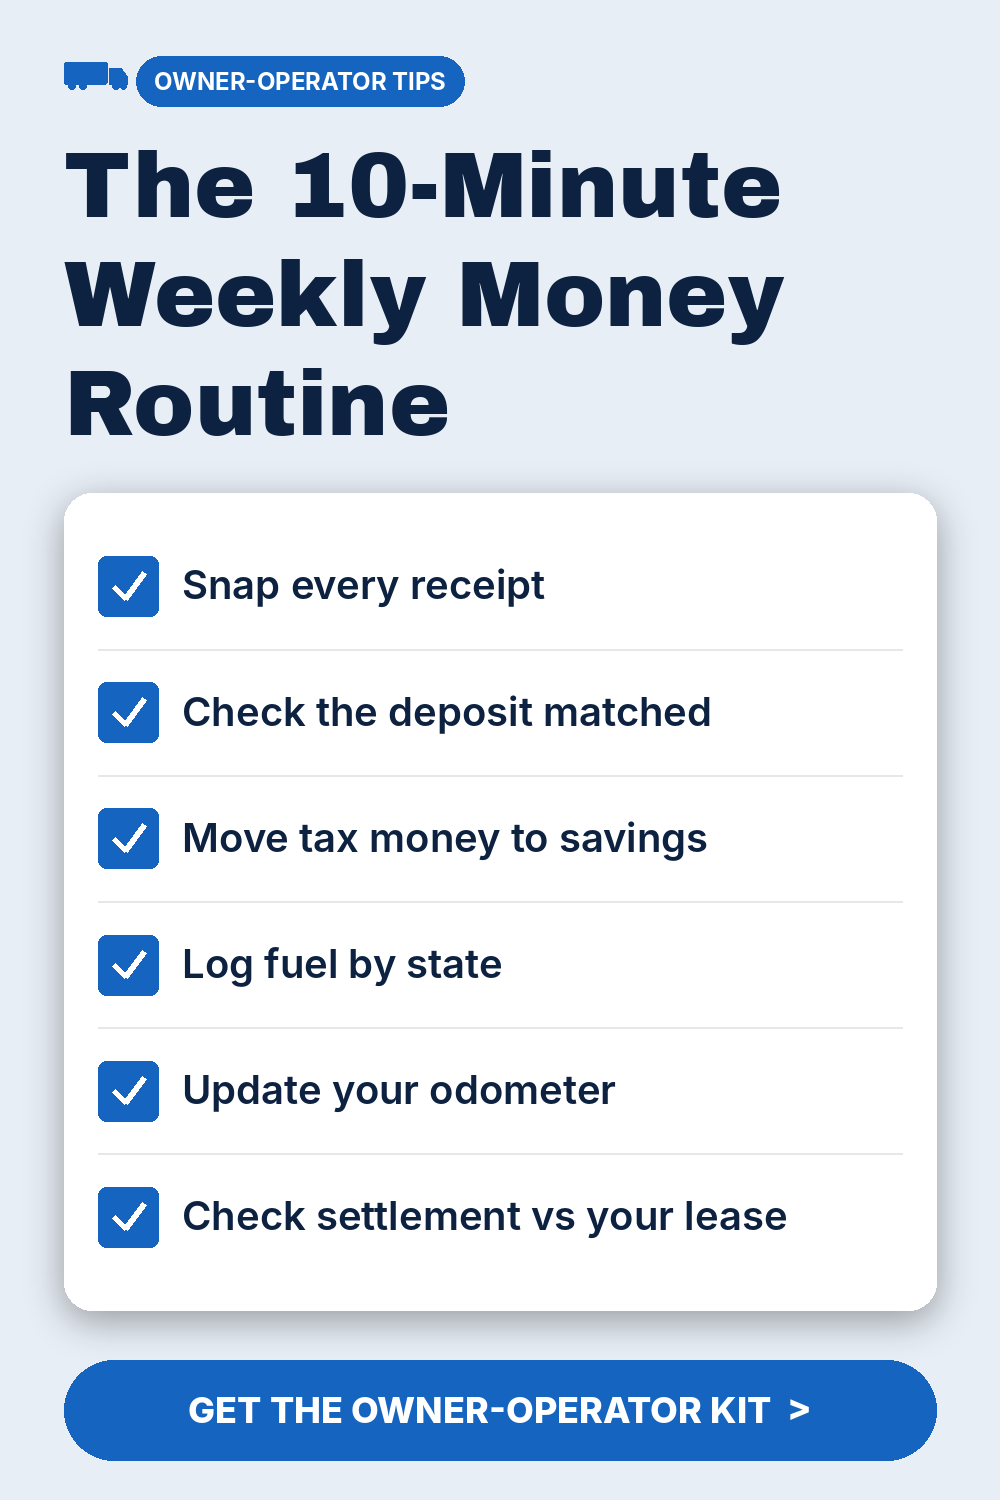 OWNER-OPERATOR TIPS
The 10-Minute
Weekly Money
Routine
Snap every receipt
Check the deposit matched
Move tax money to savings
Log fuel by state
Update your odometer
Check settlement vs your lease
GET THE OWNER-OPERATOR KIT >